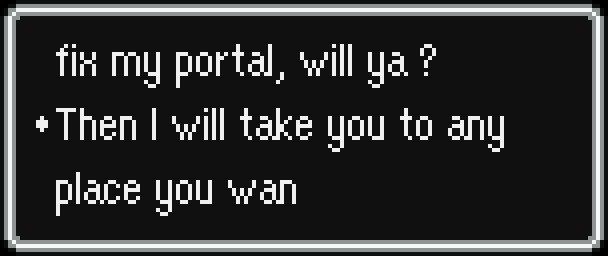 fix my portal, will ya ?
•Then I will take you to any
place you wan